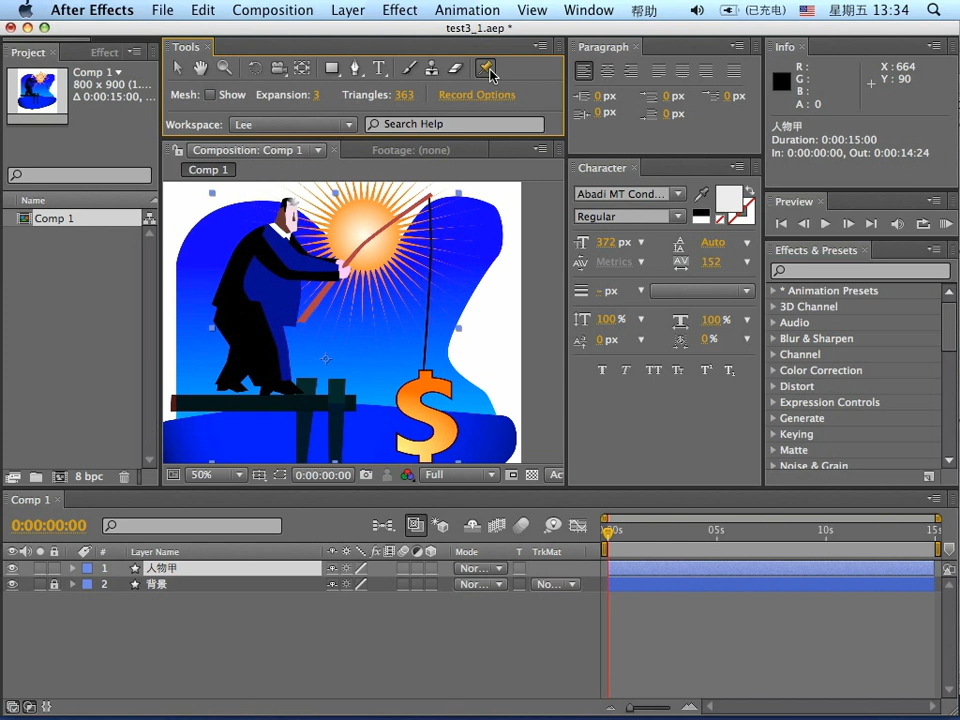 After Effects File Edit Composition Layer Effect Animation View Window 帮助 (已充电) 星期五 13:34
test3_1.aep *
Project × Effect
Comp 1
800 x 900 (1...
Δ 0:00:15:00, ...
Name
Comp 1
8 bpc
Tools ×
Mesh: Show Expansion: 3 Triangles: 363 Record Options
Workspace: Lee Search Help
Composition: Comp 1 Footage: (none)
Comp 1
$
50% 0:00:00:00 Full Ac
Paragraph ×
0 px 0 px 0 px
0 px 0 px
Character ×
Abadi MT Cond...
Regular
372 px Auto
Metrics 152
- px
100 % 100 %
0 px 0 %
T T TT Tт T¹ T₁
Info ×
R : X : 664
G : Y : 90
B :
A : 0
人物甲
Duration: 0:00:15:00
In: 0:00:00:00, Out: 0:00:14:24
Preview ×
Effects & Presets ×
* Animation Presets
3D Channel
Audio
Blur & Sharpen
Channel
Color Correction
Distort
Expression Controls
Generate
Keying
Matte
Noise & Grain
Comp 1 ×
0:00:00:00
00s 05s 10s 15s
# Layer Name fx Mode T TrkMat
1 人物甲 Nor...
2 背景 Nor... No...